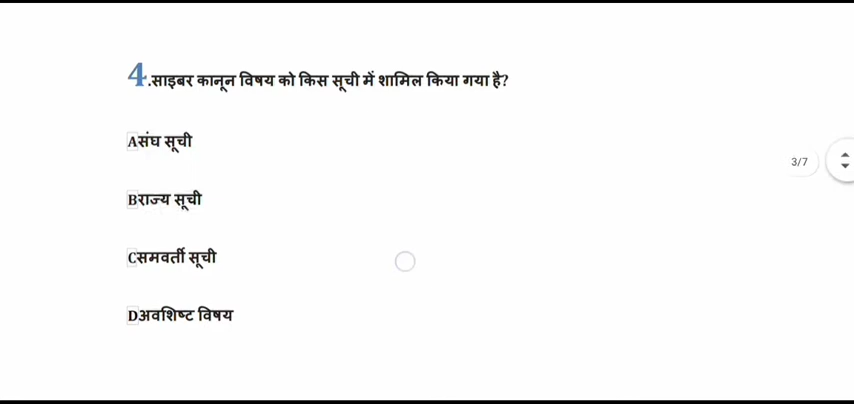 4.साइबर कानून विषय को किस सूची में शामिल किया गया है?
Aसंघ सूची
3/7
Bराज्य सूची
Cसमवर्ती सूची
Dअवशिष्ट विषय